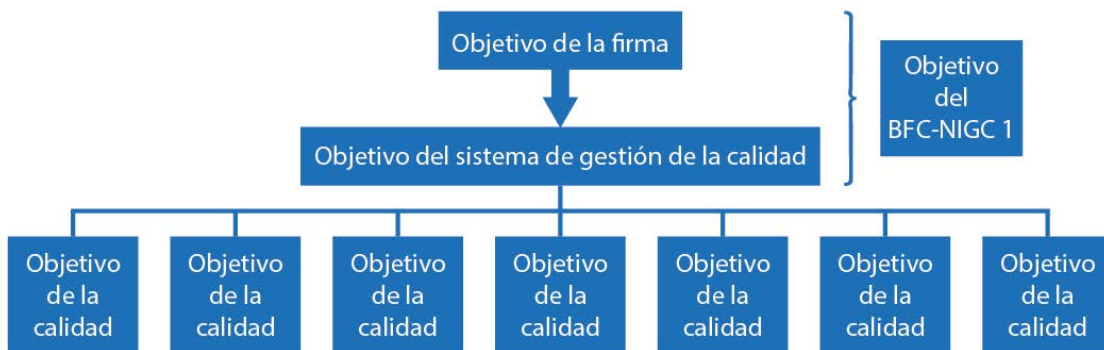 Objetivo de la firma
Objetivo
del
BFC-NIGC 1
Objetivo del sistema de gestión de la calidad
Objetivo
de la
calidad
Objetivo
de la
calidad
Objetivo
de la
calidad
Objetivo
de la
calidad
Objetivo
de la
calidad
Objetivo
de la
calidad
Objetivo
de la
calidad